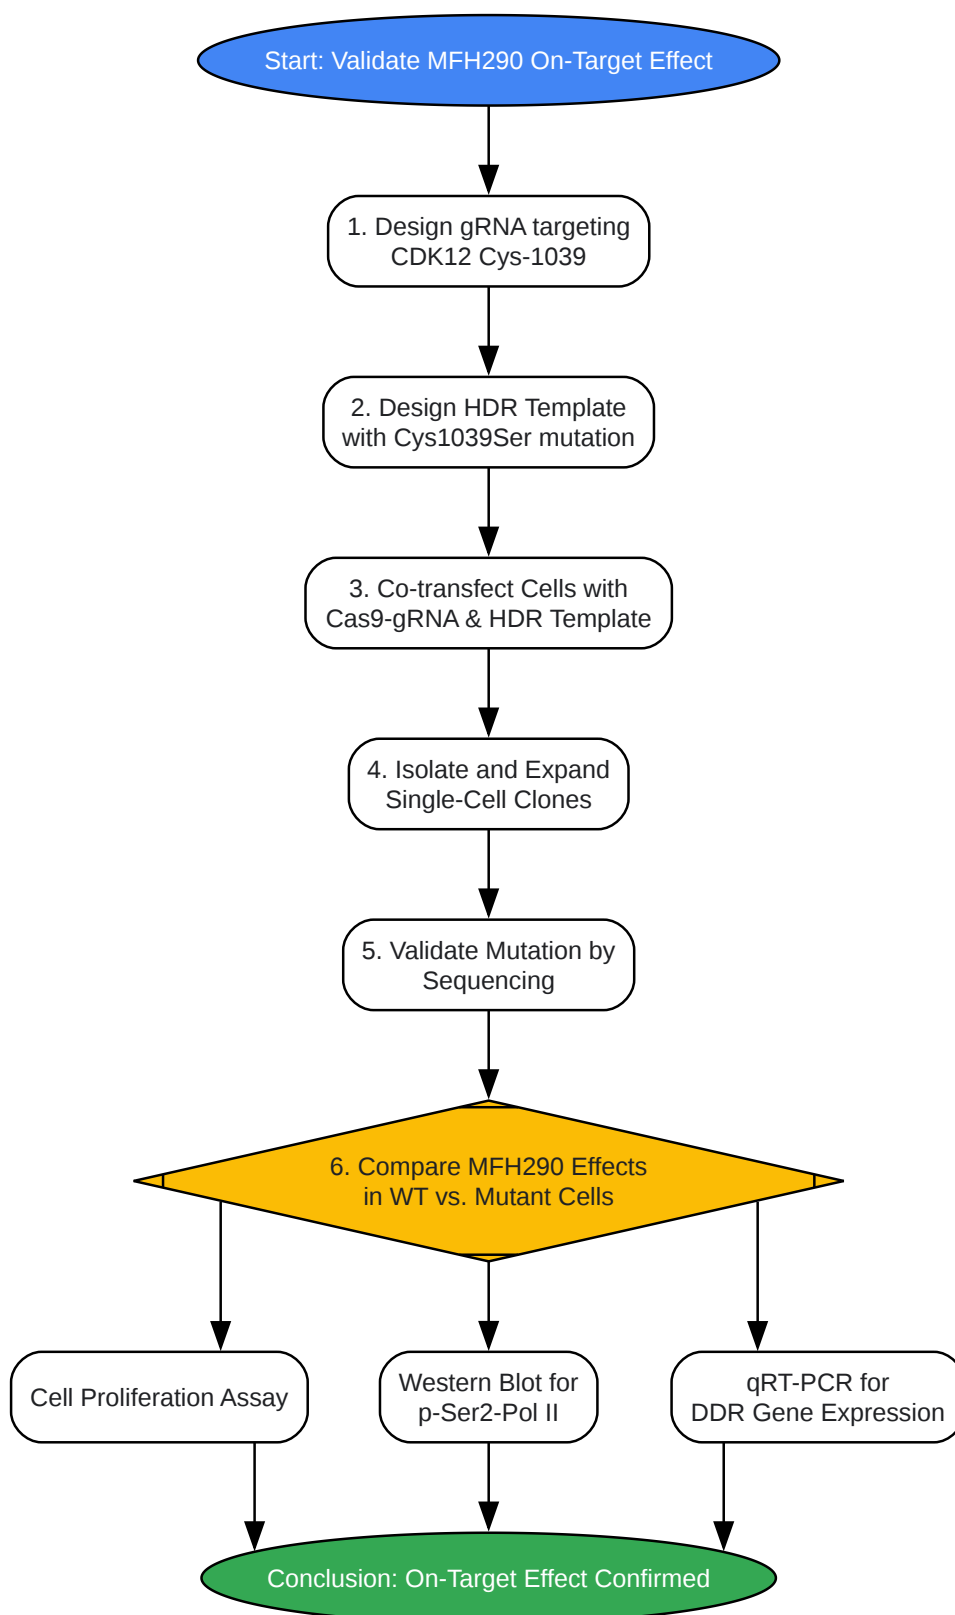 Start: Validate MFH290 On-Target Effect
1. Design gRNA targeting
CDK12 Cys-1039
2. Design HDR Template
with Cys1039Ser mutation
3. Co-transfect Cells with
Cas9-gRNA & HDR Template
4. Isolate and Expand
Single-Cell Clones
5. Validate Mutation by
Sequencing
6. Compare MFH290 Effects
in WT vs. Mutant Cells
Cell Proliferation Assay
Western Blot for
p-Ser2-Pol II
qRT-PCR for
DDR Gene Expression
Conclusion: On-Target Effect Confirmed